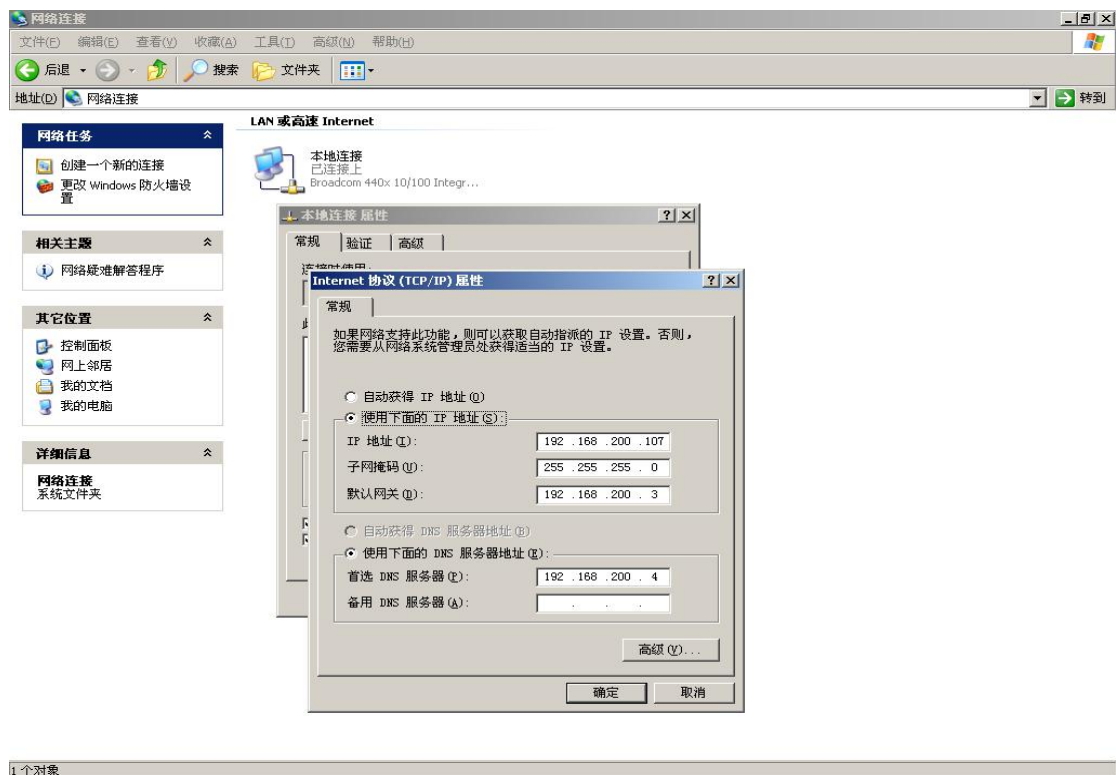 网络连接
文件(F) 编辑(E) 查看(V) 收藏(A) 工具(T) 高级(N) 帮助(H)
后退 搜索 文件夹
地址(D) 网络连接 转到
网络任务
创建一个新的连接
更改 Windows 防火墙设
置
相关主题
网络疑难解答程序
其它位置
控制面板
网上邻居
我的文档
我的电脑
详细信息
网络连接
系统文件夹
LAN 或高速 Internet
本地连接
已连接上
Broadcom 440x 10/100 Integr...
本地连接 属性
常规 验证 高级
连接时使用:
Internet 协议 (TCP/IP) 属性
常规
如果网络支持此功能,则可以获取自动指派的 IP 设置。否则,
您需要从网络系统管理员处获得适当的 IP 设置。
自动获得 IP 地址(O)
使用下面的 IP 地址(S):
IP 地址(I): 192 .168 .200 .107
子网掩码(U): 255 .255 .255 . 0
默认网关(D): 192 .168 .200 . 3
自动获得 DNS 服务器地址(B)
使用下面的 DNS 服务器地址(E):
首选 DNS 服务器(P): 192 .168 .200 . 4
备用 DNS 服务器(A): . . .
高级(V)...
确定 取消
1 个对象